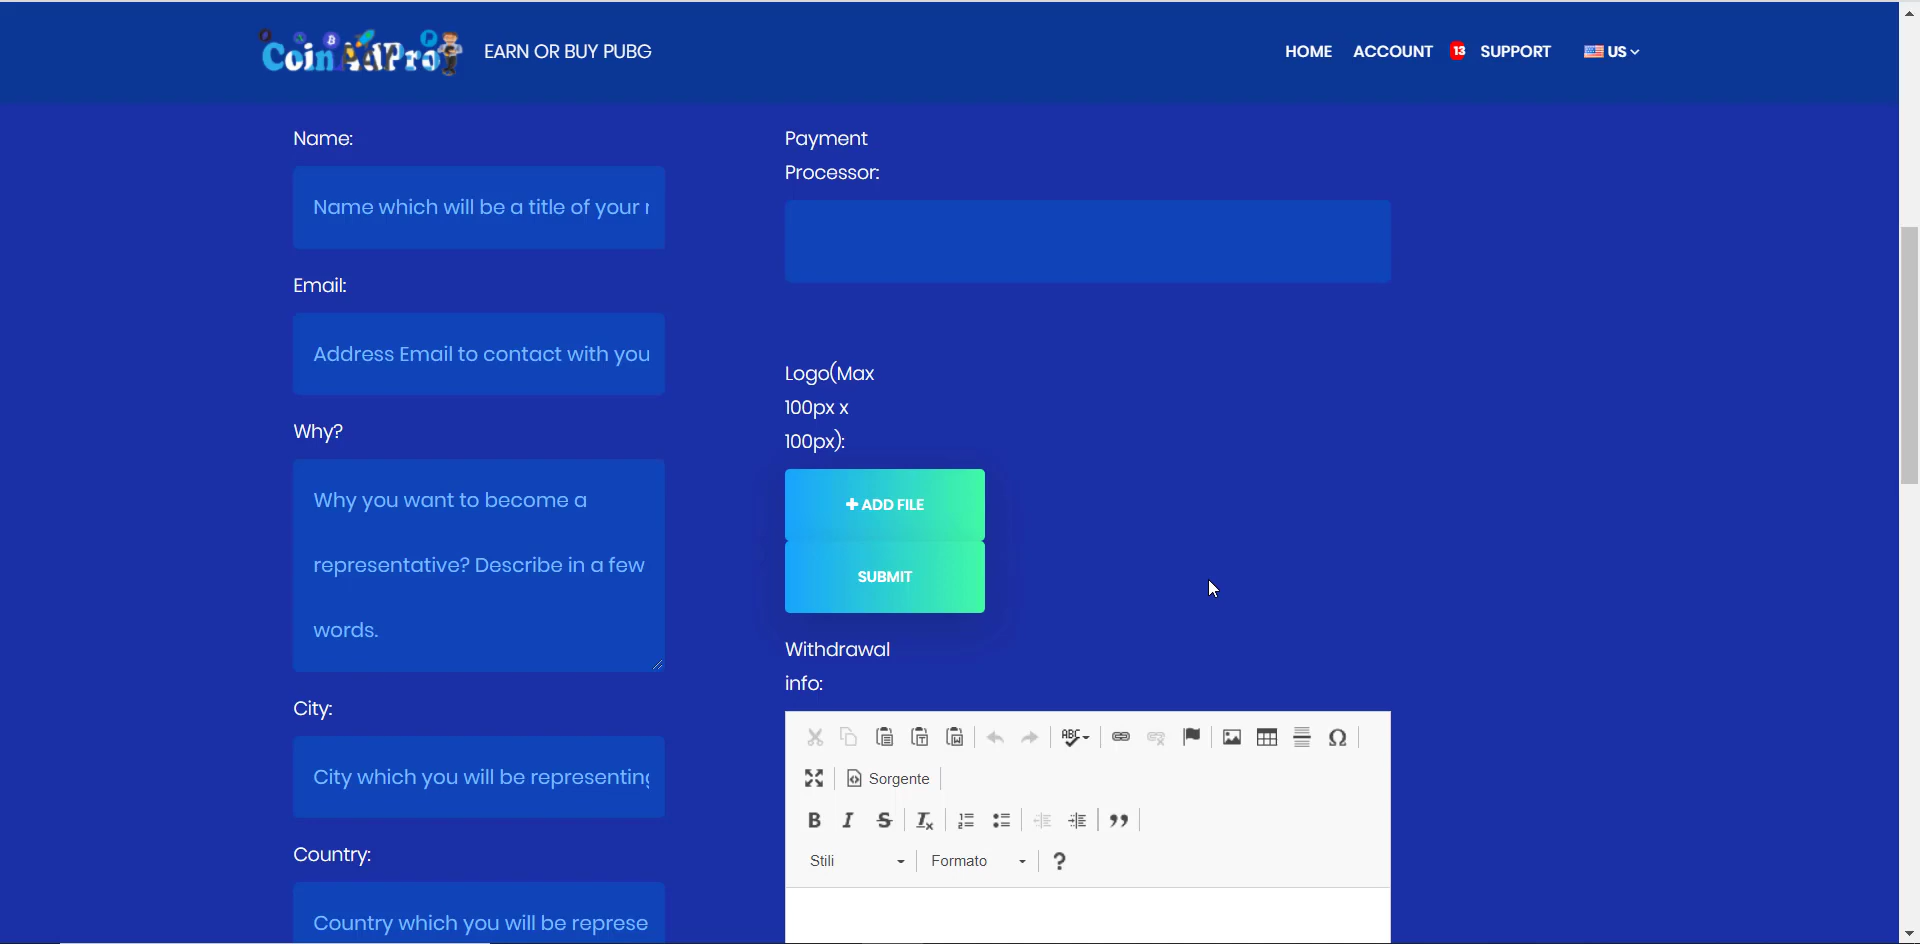 CoinAdPro
EARN OR BUY PUBG
HOME
ACCOUNT
13
SUPPORT
US
Name:
Name which will be a title of your r
Email:
Address Email to contact with you
Why?
Why you want to become a
representative? Describe in a few
words.
City:
City which you will be representing
Country:
Country which you will be represe
Payment
Processor:
Logo(Max
100px x
100px):
+ ADD FILE
SUBMIT
Withdrawal
info:
ABC
Ω
Sorgente
B I S Tx
Stili
Formato
?